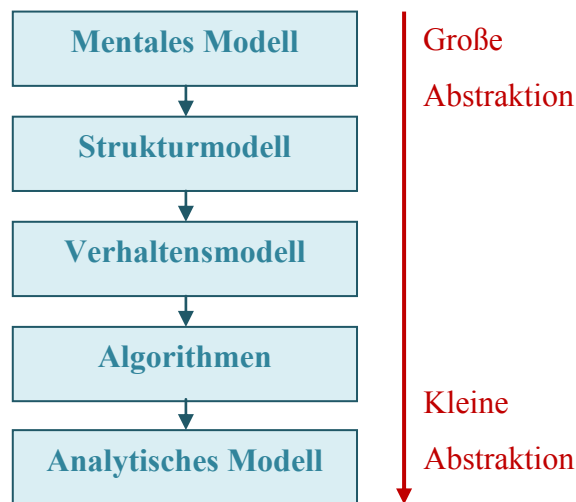 Mentales Modell
Strukturmodell
Verhaltensmodell
Algorithmen
Analytisches Modell
Große
Abstraktion
Kleine
Abstraktion